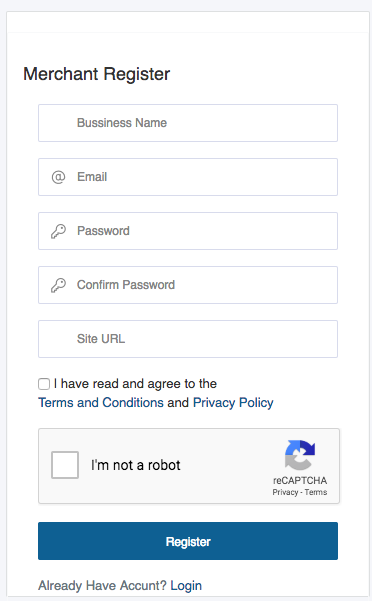 Merchant Register
Bussiness Name
@ Email
Password
Confirm Password
Site URL
I have read and agree to the
Terms and Conditions and Privacy Policy
I'm not a robot
reCAPTCHA
Privacy - Terms
Register
Already Have Accunt? Login